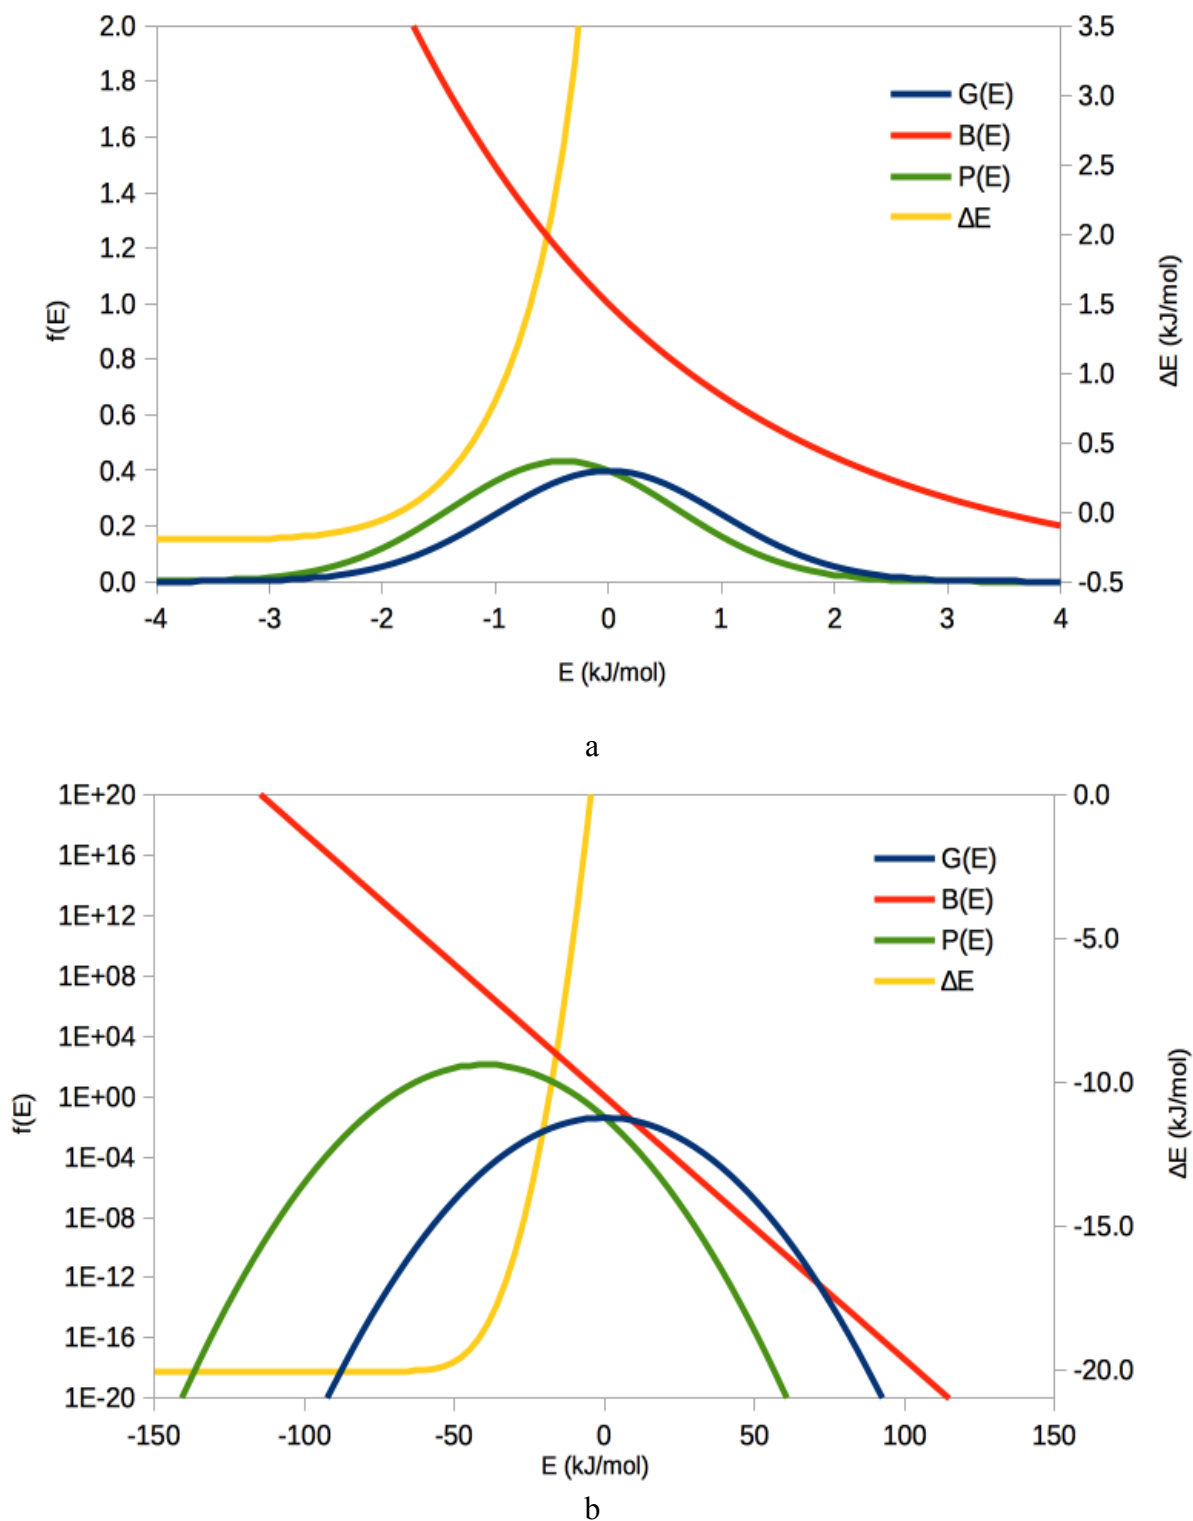 2.0 3.5
1.8 3.0
1.6 2.5
1.4 2.0
1.2 1.5
1.0 1.0
0.8 0.5
0.6 0.0
0.4 -0.5
0.2
0.0
f(E)
ΔE (kJ/mol)
G(E)
B(E)
P(E)
ΔE
-4 -3 -2 -1 0 1 2 3 4
E (kJ/mol)
a
1E+20 0.0
1E+16 -5.0
1E+12 -10.0
1E+08 -15.0
1E+04 -20.0
1E+00
1E-04
1E-08
1E-12
1E-16
1E-20
f(E)
ΔE (kJ/mol)
G(E)
B(E)
P(E)
ΔE
-150 -100 -50 0 50 100 150
E (kJ/mol)
b